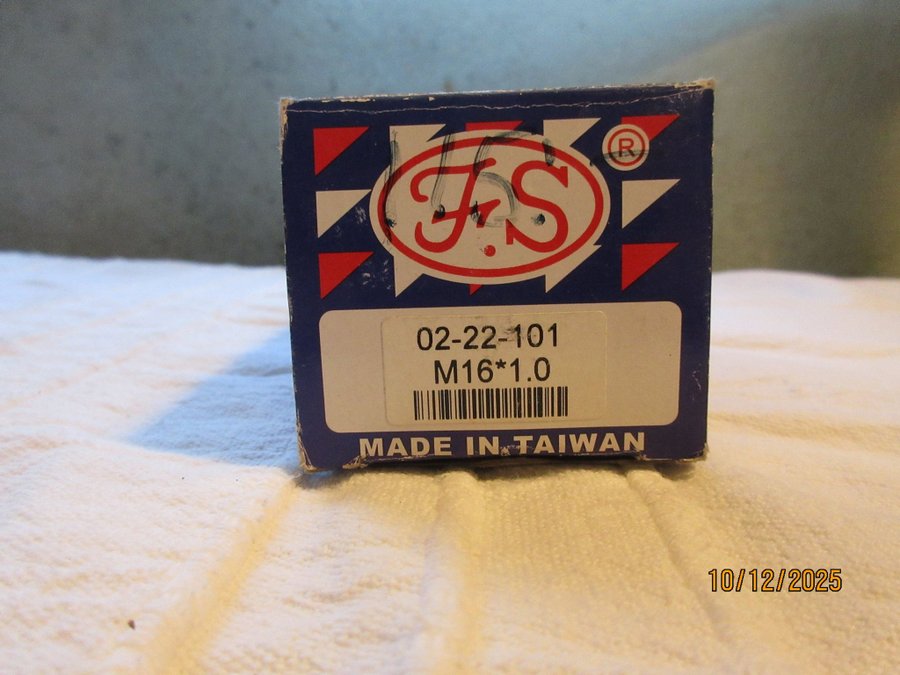 F.S
®
02-22-101
M16*1.0
MADE IN TAIWAN
10/12/2025